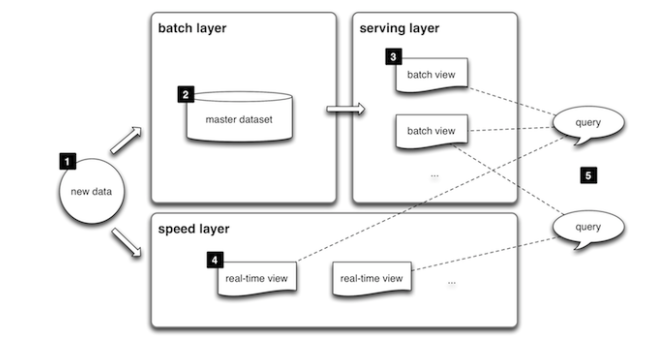 batch layer
serving layer
3
batch view
2
master dataset
query
batch view
...
1
5
new data
speed layer
query
4
real-time view
real-time view
...